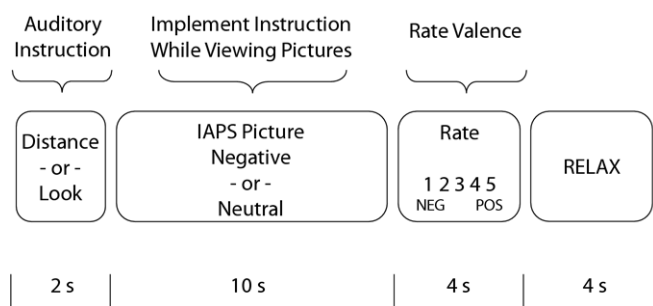 Auditory
Instruction
Implement Instruction
While Viewing Pictures
Rate Valence
Distance
- or -
Look
IAPS Picture
Negative
- or -
Neutral
Rate
1 2 3 4 5
NEG POS
RELAX
2 s
10 s
4 s
4 s